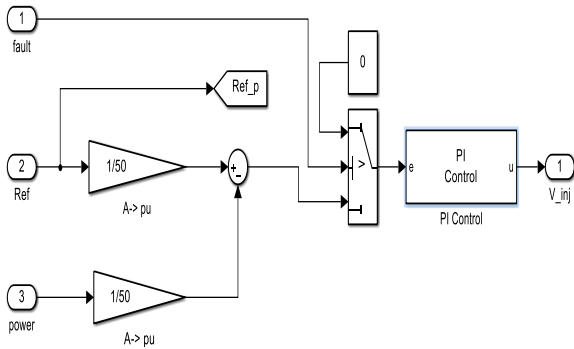 1
fault
0
Ref_p
2
Ref
1/50
A-> pu
+
-
>
e
PI
Control
u
PI Control
1
V_inj
3
power
1/50
A-> pu